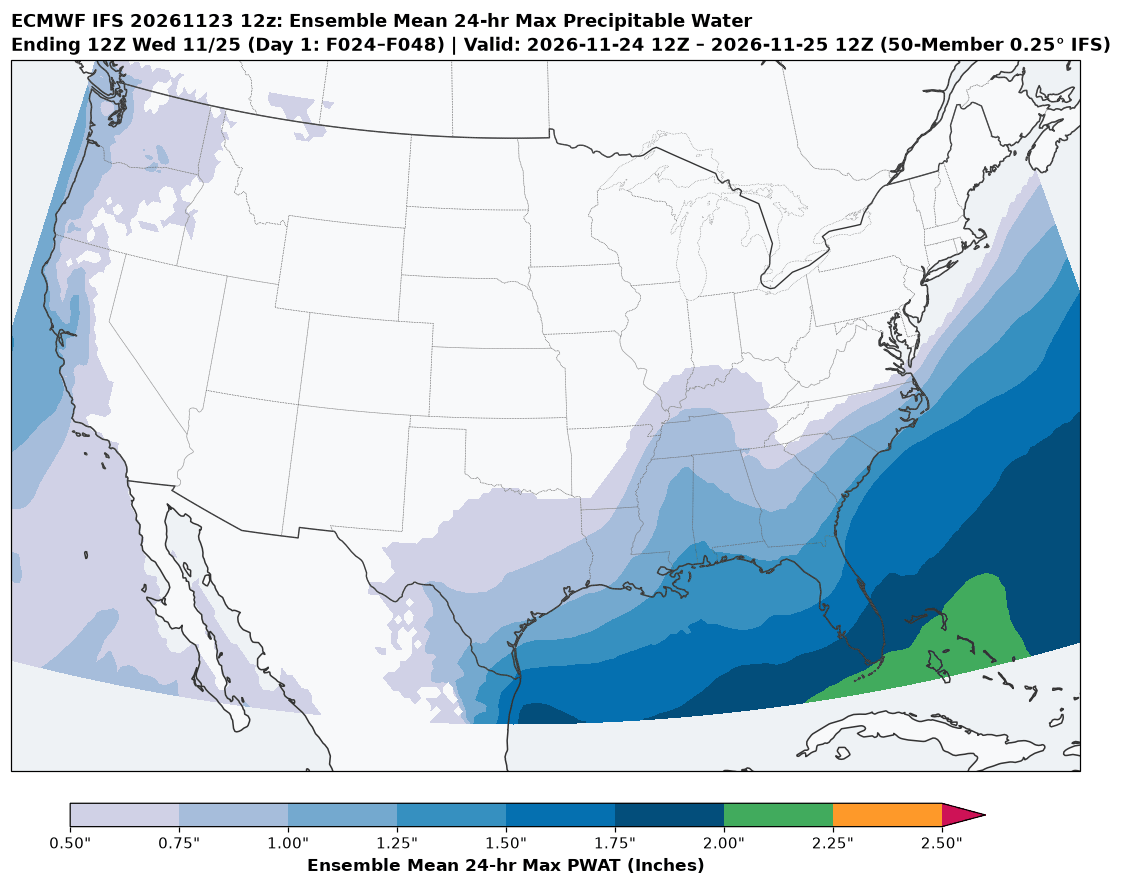 ECMWF IFS 20261123 12z: Ensemble Mean 24-hr Max Precipitable Water
Ending 12Z Wed 11/25 (Day 1: F024–F048) | Valid: 2026-11-24 12Z – 2026-11-25 12Z (50-Member 0.25° IFS)
0.50" 0.75" 1.00" 1.25" 1.50" 1.75" 2.00" 2.25" 2.50"
Ensemble Mean 24-hr Max PWAT (Inches)